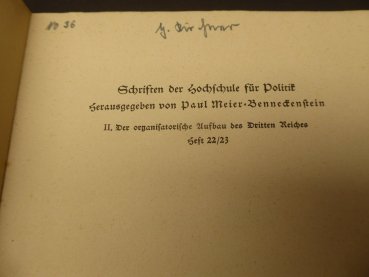 Schriften der Hochschule für Politik
Herausgegeben von Paul Meier-Benneckenstein
II. Der organisatorische Aufbau des Dritten Reiches
Heft 22/23